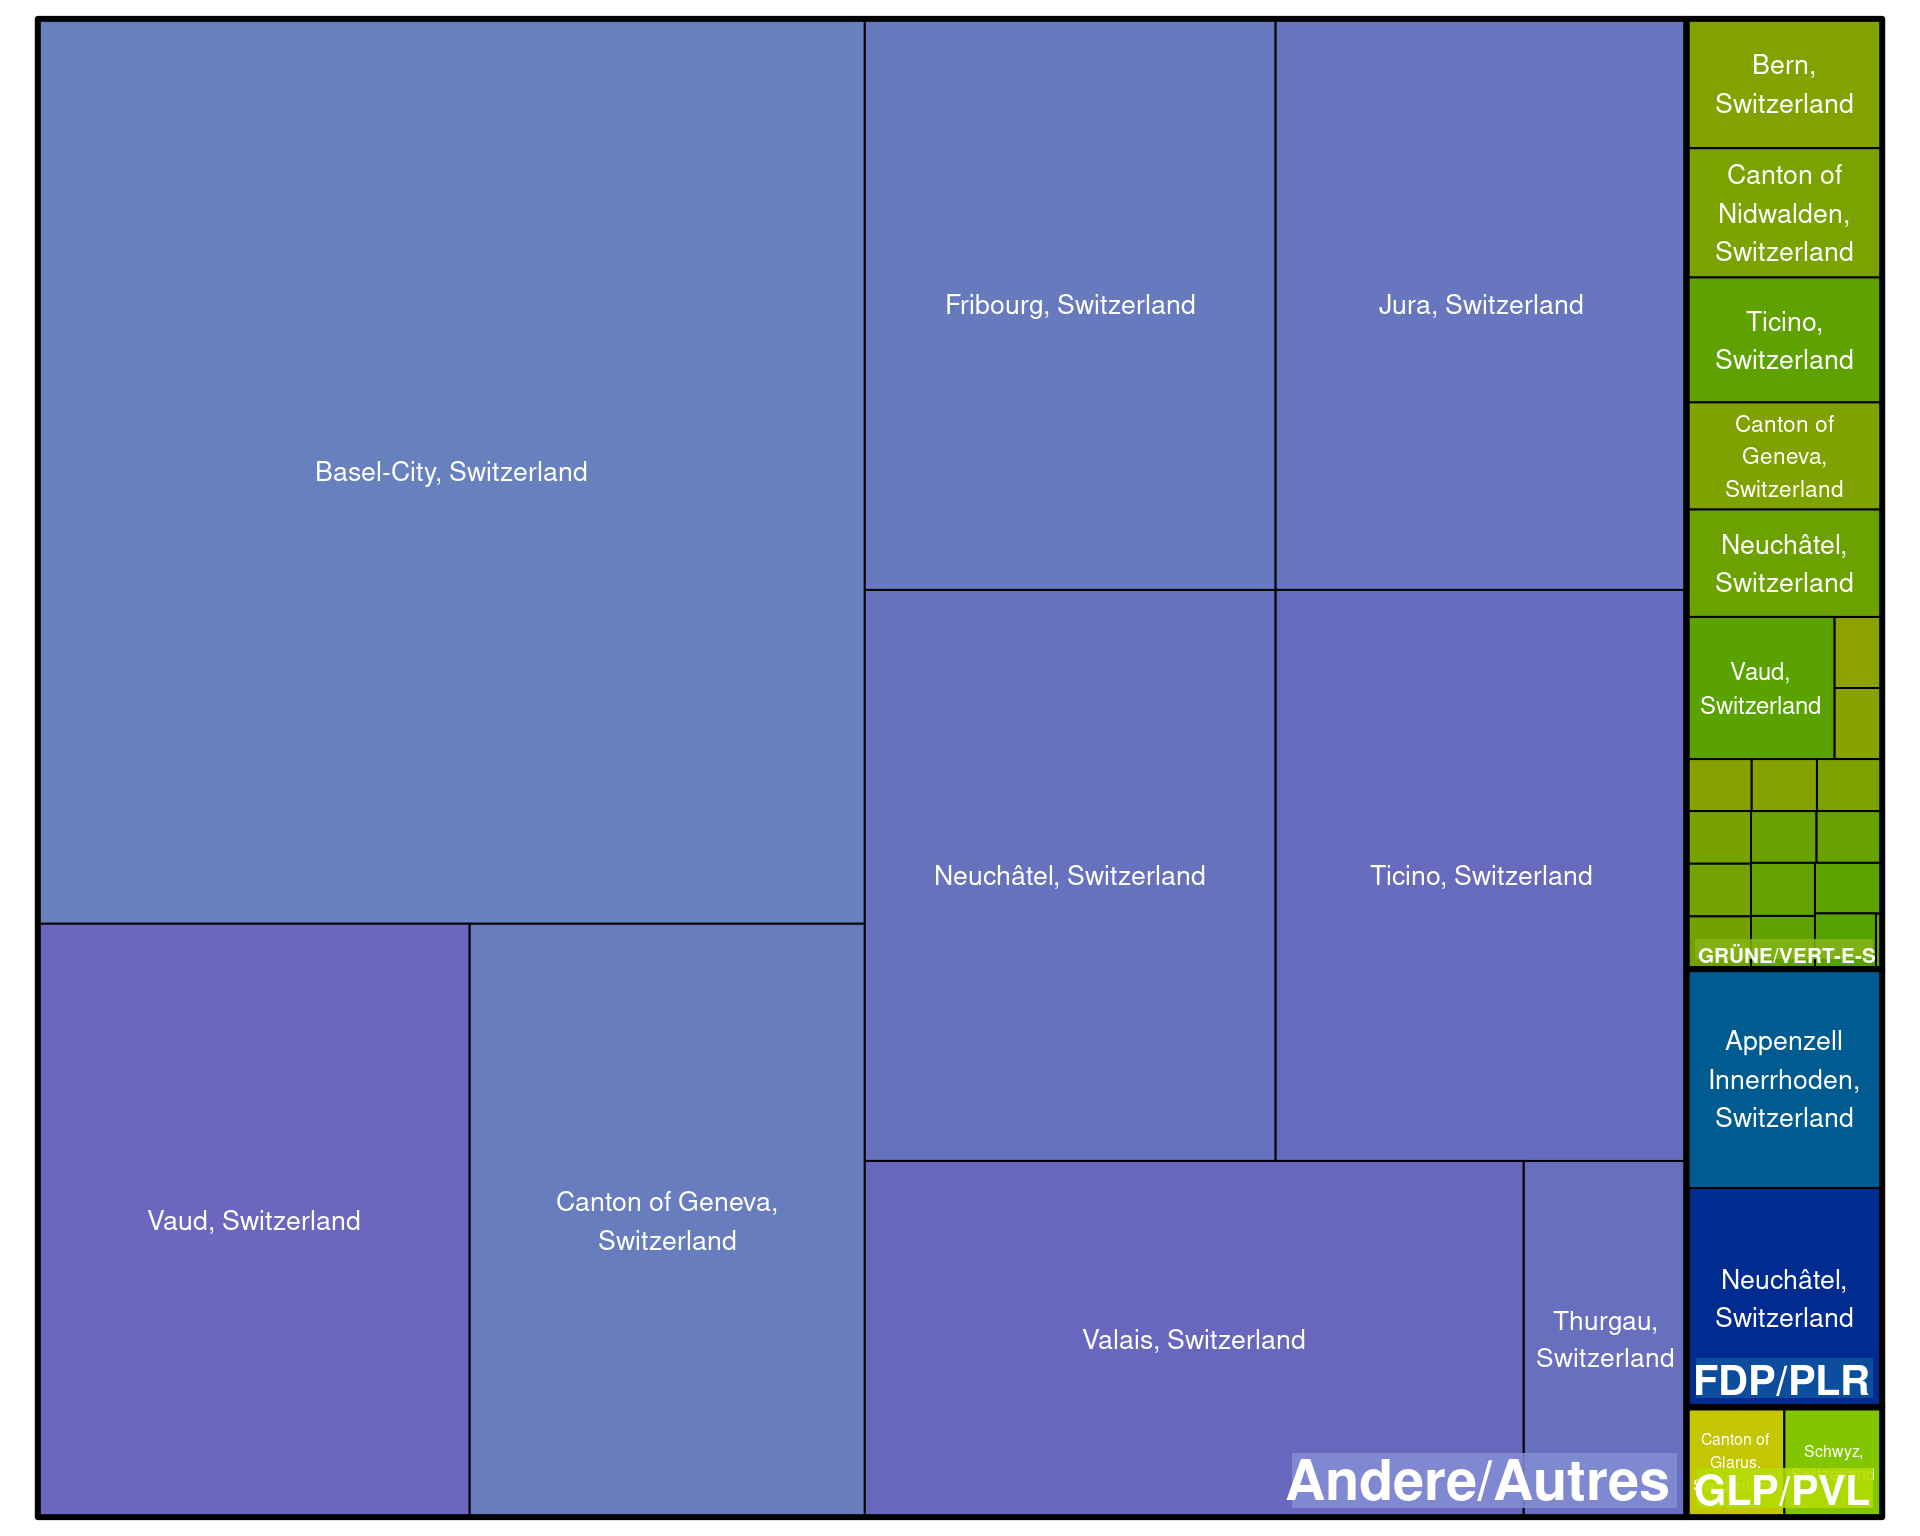 Basel-City, Switzerland
Vaud, Switzerland
Canton of Geneva,
Switzerland
Fribourg, Switzerland
Jura, Switzerland
Neuchâtel, Switzerland
Ticino, Switzerland
Valais, Switzerland
Thurgau,
Switzerland
Andere/Autres
Bern,
Switzerland
Canton of
Nidwalden,
Switzerland
Ticino,
Switzerland
Canton of
Geneva,
Switzerland
Neuchâtel,
Switzerland
Vaud,
Switzerland
GRÜNE/VERT-E-S
Appenzell
Innerrhoden,
Switzerland
Neuchâtel,
Switzerland
FDP/PLR
Canton of
Glarus,
Schwyz,
GLP/PVL